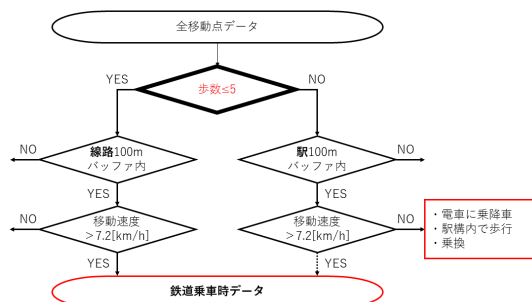 全移動点データ
YES
歩数≤5
NO
NO
線路100m
バッファ内
駅100m
バッファ内
NO
YES
YES
NO
移動速度
>7.2[km/h]
移動速度
>7.2[km/h]
NO
・電車に乗降車
・駅構内で歩行
・乗換
YES
YES
鉄道乗車時データ